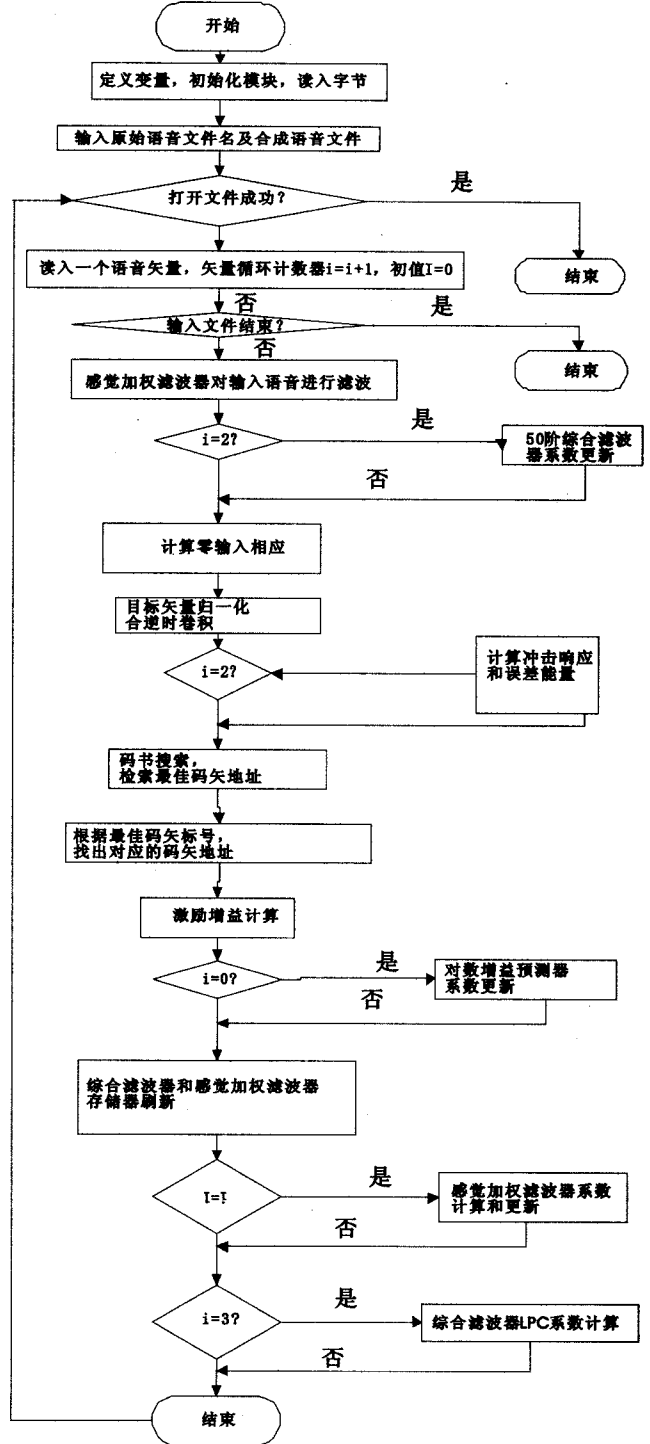 开始
定义变量，初始化模块，读入字节
输入原始语音文件名及合成语音文件
打开文件成功？
是
结束
读入一个语音矢量，矢量循环计数器i=i+1，初值I=0
否
输入文件结束？
是
结束
否
感觉加权滤波器对输入语音进行滤波
i=2?
是
50阶综合滤波
器系数更新
否
计算零输入相应
目标矢量归一化
合逆时卷积
i=2?
计算冲击响应
和误差能量
码书搜索，
检索最佳码矢地址
根据最佳码矢标号，
找出对应的码矢地址
激励增益计算
i=0?
是
对数增益预测器
系数更新
否
综合滤波器和感觉加权滤波器
存储器刷新
是
感觉加权滤波器系数
计算和更新
否
i=3?
是
综合滤波器LPC系数计算
否
结束